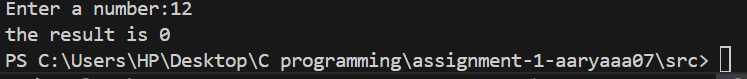 Enter a number:12
the result is 0
PS C:\Users\HP\Desktop\C programming\assignment-1-aaryaaa07\src>